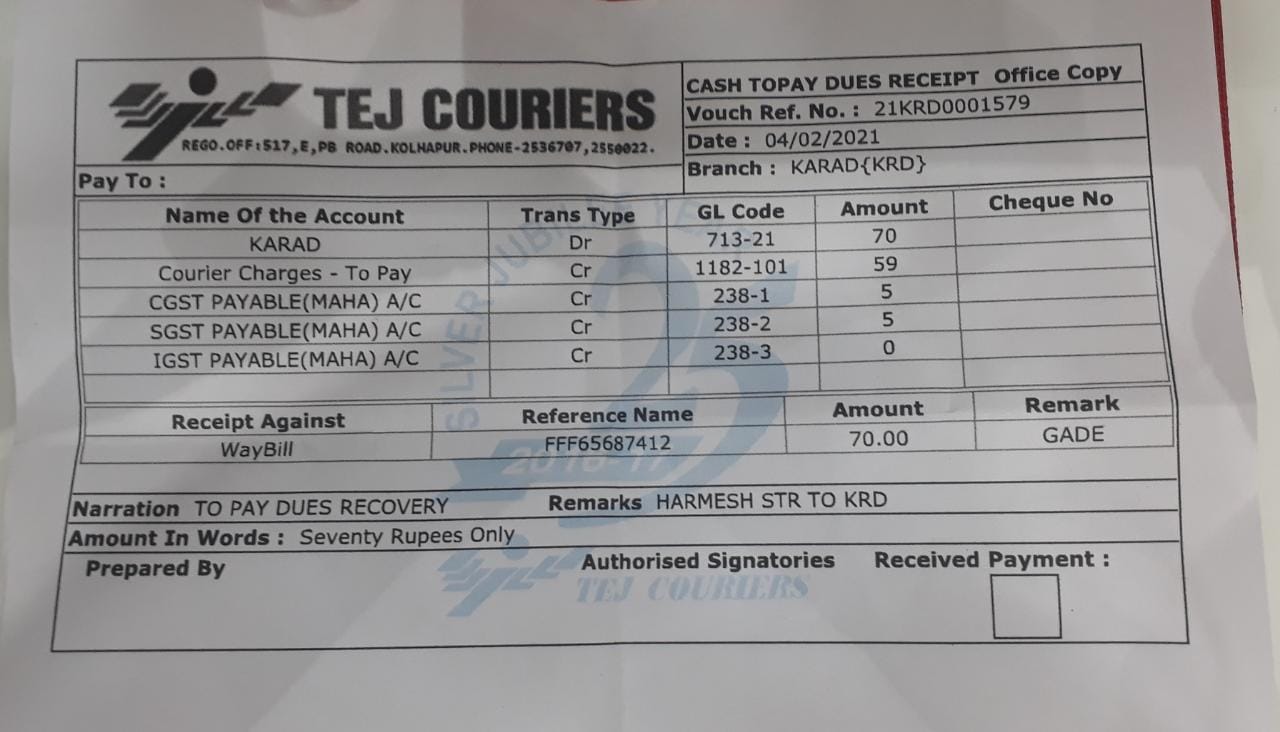 TEJ COURIERS
REGO.OFF:517,E,PB ROAD.KOLHAPUR.PHONE-2536707,2550022.
CASH TOPAY DUES RECEIPT Office Copy
Vouch Ref. No. : 21KRD0001579
Date : 04/02/2021
Branch : KARAD{KRD}
Pay To :
Name Of the Account Trans Type GL Code Amount Cheque No
KARAD Dr 713-21 70
Courier Charges - To Pay Cr 1182-101 59
CGST PAYABLE(MAHA) A/C Cr 238-1 5
SGST PAYABLE(MAHA) A/C Cr 238-2 5
IGST PAYABLE(MAHA) A/C Cr 238-3 0
SILVER JUBILEE YEAR
25
Receipt Against Reference Name Amount Remark
WayBill FFF65687412 70.00 GADE
2016-17
Narration TO PAY DUES RECOVERY Remarks HARMESH STR TO KRD
Amount In Words : Seventy Rupees Only
Prepared By Authorised Signatories Received Payment :
TEJ COURIERS